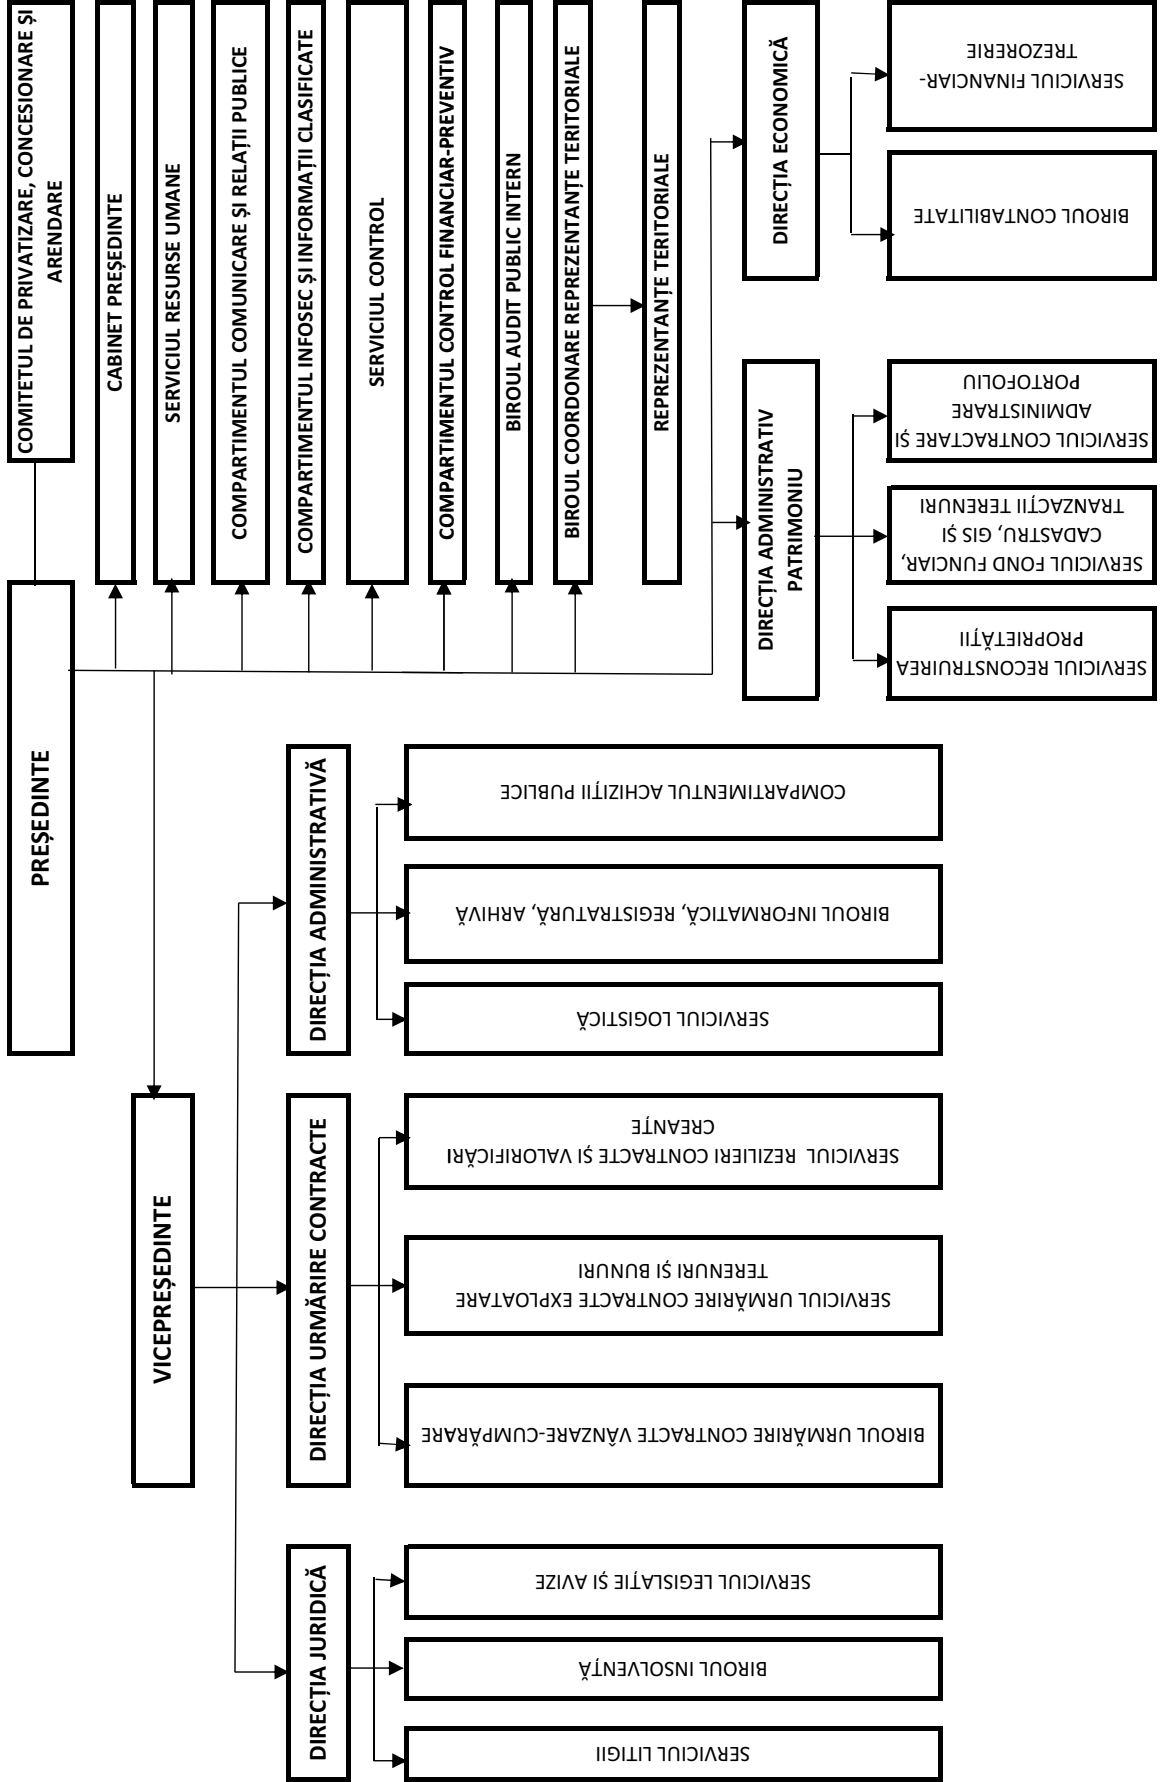 PREȘEDINTE
COMITETUL DE PRIVATIZARE, CONCESIONARE ȘI
ARENDARE
CABINET PREȘEDINTE
SERVICIUL RESURSE UMANE
COMPARTIMENTUL COMUNICARE ȘI RELAȚII PUBLICE
COMPARTIMENTUL INFOSEC ȘI INFORMAȚII CLASIFICATE
SERVICIUL CONTROL
COMPARTIMENTUL CONTROL FINANCIAR-PREVENTIV
BIROUL AUDIT PUBLIC INTERN
BIROUL COORDONARE REPREZENTANȚE TERITORIALE
REPREZENTANȚE TERITORIALE
VICEPREȘEDINTE
DIRECȚIA JURIDICĂ
DIRECȚIA URMĂRIRE CONTRACTE
DIRECȚIA ADMINISTRATIVĂ
SERVICIUL LITIGII
BIROUL INSOLVENȚĂ
SERVICIUL LEGISLAȚIE ȘI AVIZE
BIROUL URMĂRIRE CONTRACTE VÂNZARE-CUMPĂRARE
SERVICIUL URMĂRIRE CONTRACTE EXPLOATARE
TERENURI ȘI BUNURI
SERVICIUL REZILIERI CONTRACTE ȘI VALORIFICĂRI
CREANȚE
SERVICIUL LOGISTICĂ
BIROUL INFORMATICĂ, REGISTRATURĂ, ARHIVĂ
COMPARTIMENTUL ACHIZIȚII PUBLICE
DIRECȚIA ADMINISTRATIV
PATRIMONIU
DIRECȚIA ECONOMICĂ
SERVICIUL RECONSTRUIREA
PROPRIETĂȚII
SERVICIUL FOND FUNCIAR,
CADASTRU, GIS ȘI
TRANZACȚII TERENURI
SERVICIUL CONTRACTARE ȘI
ADMINISTRARE
PORTOFOLIU
BIROUL CONTABILITATE
SERVICIUL FINANCIAR-
TREZORERIE